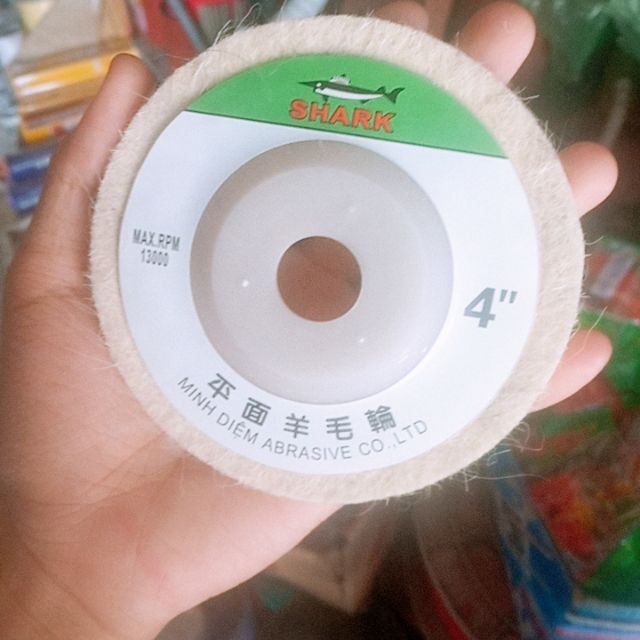 SHARK
MAX.RPM
13000
4"
平面羊毛輪
MINH DIỆM ABRASIVE CO.,LTD